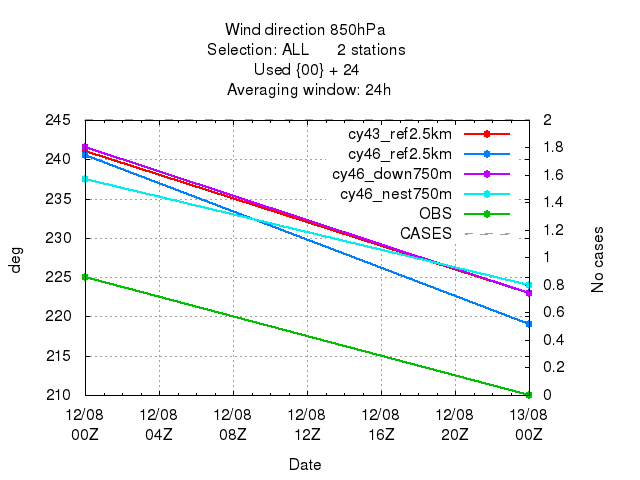 Wind direction 850hPa
Selection: ALL 2 stations
Used {00} + 24
Averaging window: 24h
245 2
cy43_ref2.5km
1.8
240
cy46_ref2.5km
1.6
cy46_down750m
235
cy46_nest750m
1.4
OBS
230
CASES
1.2
deg
225
1
No cases
220
0.8
0.6
215
0.4
0.2
210 0
12/08 12/08 12/08 12/08 12/08 12/08 13/08
00Z 04Z 08Z 12Z 16Z 20Z 00Z
Date